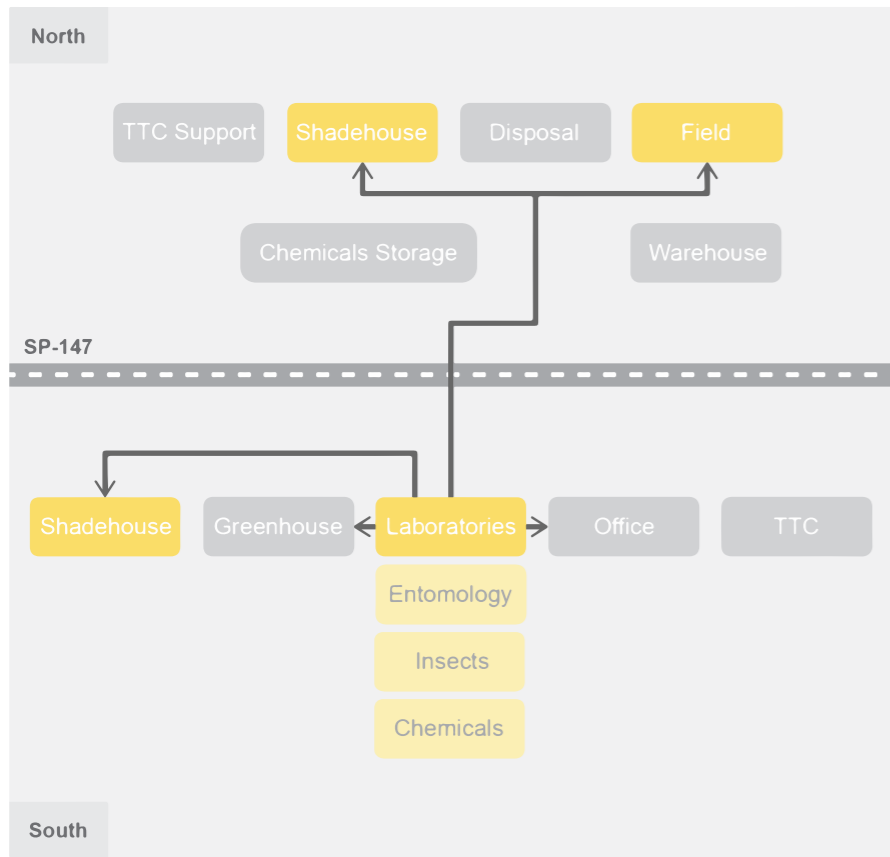 North
TTC Support
Shadehouse
Disposal
Field
Chemicals Storage
Warehouse
SP-147
Shadehouse
Greenhouse
Laboratories
Office
TTC
Entomology
Insects
Chemicals
South